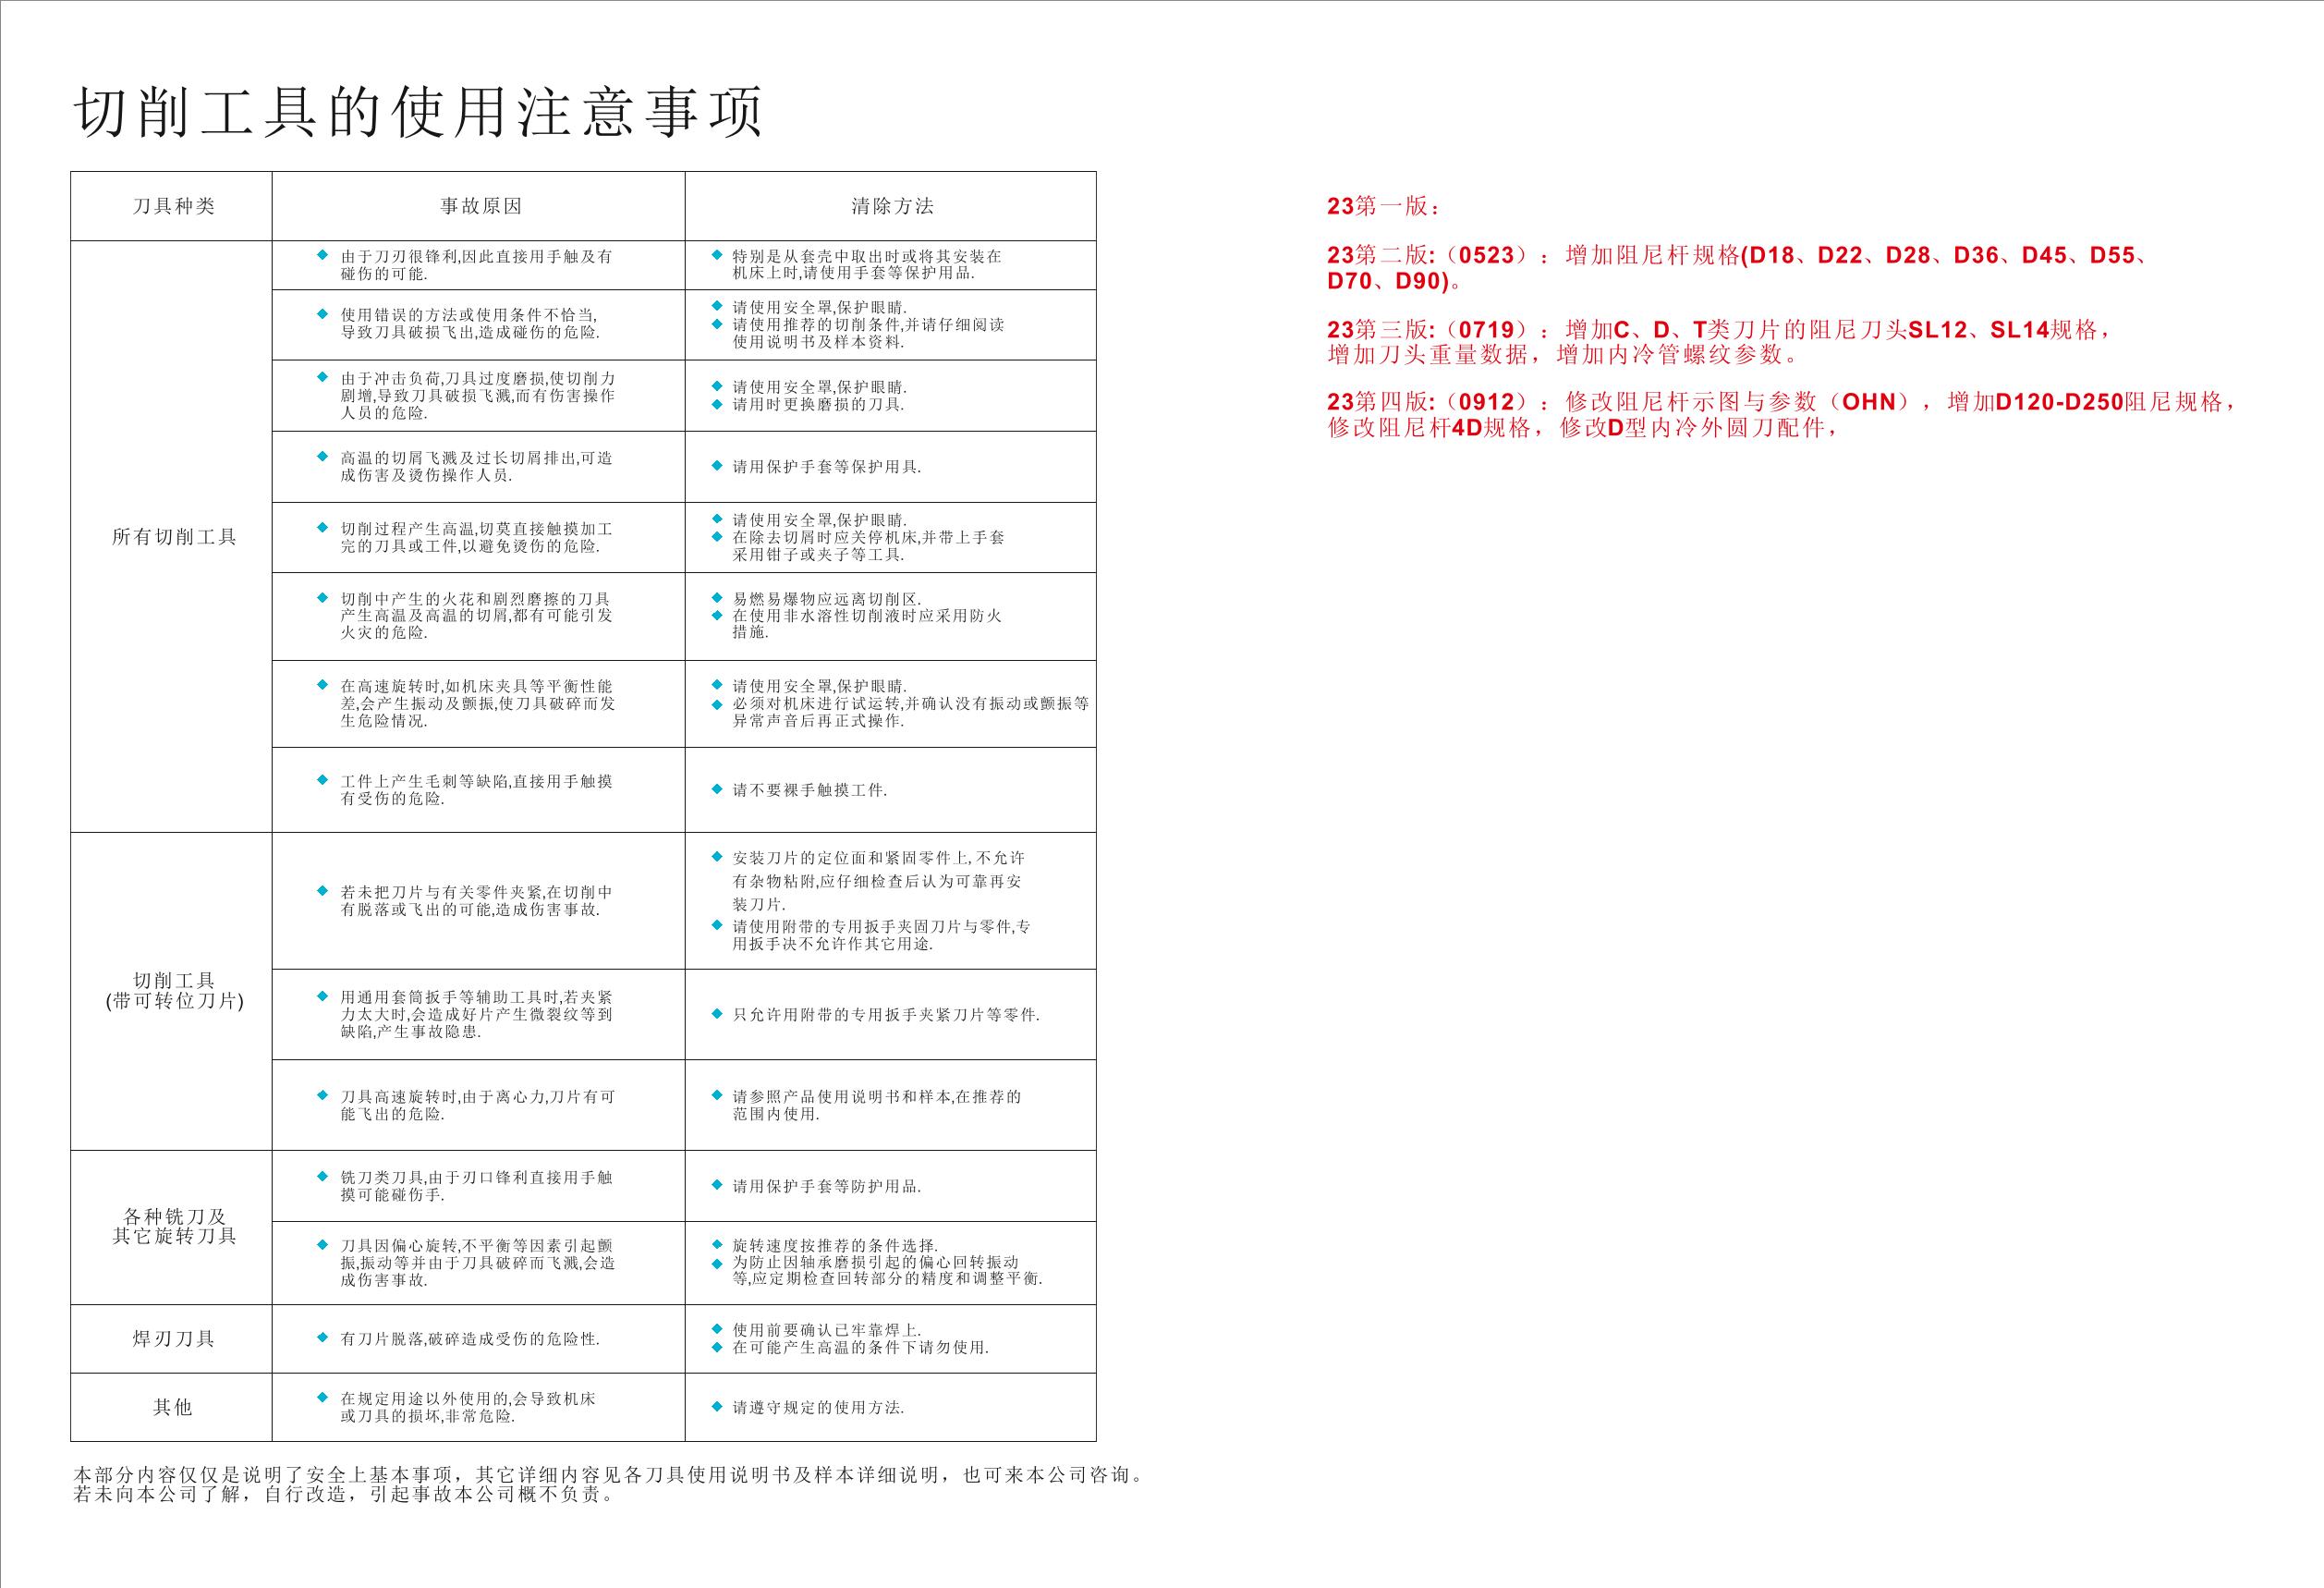 切削工具的使用注意事项
刀具种类
事故原因
清除方法
所有切削工具
由于刀刃很锋利,因此直接用手触及有
碰伤的可能.
特别是从套壳中取出时或将其安装在
机床上时,请使用手套等保护用品.
使用错误的方法或使用条件不恰当,
导致刀具破损飞出,造成碰伤的危险.
请使用安全罩,保护眼睛.
请使用推荐的切削条件,并请仔细阅读
使用说明书及样本资料.
由于冲击负荷,刀具过度磨损,使切削力
剧增,导致刀具破损飞溅,而有伤害操作
人员的危险.
请使用安全罩,保护眼睛.
请用时更换磨损的刀具.
高温的切屑飞溅及过长切屑排出,可造
成伤害及烫伤操作人员.
请用保护手套等保护用具.
切削过程产生高温,切莫直接触摸加工
完的刀具或工件,以避免烫伤的危险.
请使用安全罩,保护眼睛.
在除去切屑时应关停机床,并带上手套
采用钳子或夹子等工具.
切削中产生的火花和剧烈磨擦的刀具
产生高温及高温的切屑,都有可能引发
火灾的危险.
易燃易爆物应远离切削区.
在使用非水溶性切削液时应采用防火
措施.
在高速旋转时,如机床夹具等平衡性能
差,会产生振动及颤振,使刀具破碎而发
生危险情况.
请使用安全罩,保护眼睛.
必须对机床进行试运转,并确认没有振动或颤振等
异常声音后再正式操作.
工件上产生毛刺等缺陷,直接用手触摸
有受伤的危险.
请不要裸手触摸工件.
切削工具
(带可转位刀片)
若未把刀片与有关零件夹紧,在切削中
有脱落或飞出的可能,造成伤害事故.
安装刀片的定位面和紧固零件上,不允许
有杂物粘附,应仔细检查后认为可靠再安
装刀片.
请使用附带的专用扳手夹固刀片与零件,专
用扳手决不允许作其它用途.
用通用套筒扳手等辅助工具时,若夹紧
力太大时,会造成好片产生微裂纹等到
缺陷,产生事故隐患.
只允许用附带的专用扳手夹紧刀片等零件.
刀具高速旋转时,由于离心力,刀片有可
能飞出的危险.
请参照产品使用说明书和样本,在推荐的
范围内使用.
各种铣刀及
其它旋转刀具
铣刀类刀具,由于刃口锋利直接用手触
摸可能碰伤手.
请用保护手套等防护用品.
刀具因偏心旋转,不平衡等因素引起颤
振,振动等并由于刀具破碎而飞溅,会造
成伤害事故.
旋转速度按推荐的条件选择.
为防止因轴承磨损引起的偏心回转振动
等,应定期检查回转部分的精度和调整平衡.
焊刃刀具
有刀片脱落,破碎造成受伤的危险性.
使用前要确认已牢靠焊上.
在可能产生高温的条件下请勿使用.
其他
在规定用途以外使用的,会导致机床
或刀具的损坏,非常危险.
请遵守规定的使用方法.
本部分内容仅仅是说明了安全上基本事项，其它详细内容见各刀具使用说明书及样本详细说明，也可来本公司咨询。
若未向本公司了解，自行改造，引起事故本公司概不负责。
23第一版：
23第二版:（0523）：增加阻尼杆规格(D18、D22、D28、D36、D45、D55、
D70、D90)。
23第三版:（0719）：增加C、D、T类刀片的阻尼刀头SL12、SL14规格，
增加刀头重量数据，增加内冷管螺纹参数。
23第四版:（0912）：修改阻尼杆示图与参数（OHN），增加D120-D250阻尼规格，
修改阻尼杆4D规格，修改D型内冷外圆刀配件，